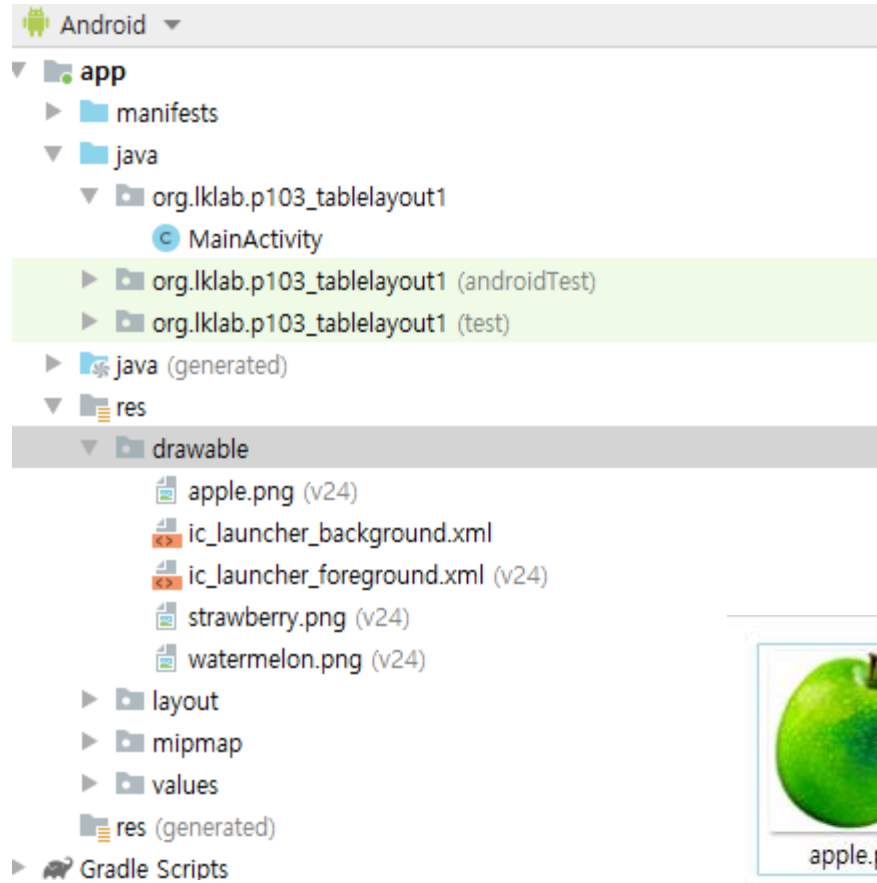 Android
app
manifests
java
org.lklab.p103_tablelayout1
C MainActivity
org.lklab.p103_tablelayout1 (androidTest)
org.lklab.p103_tablelayout1 (test)
java (generated)
res
drawable
apple.png (v24)
ic_launcher_background.xml
ic_launcher_foreground.xml (v24)
strawberry.png (v24)
watermelon.png (v24)
layout
mipmap
values
res (generated)
Gradle Scripts
apple.